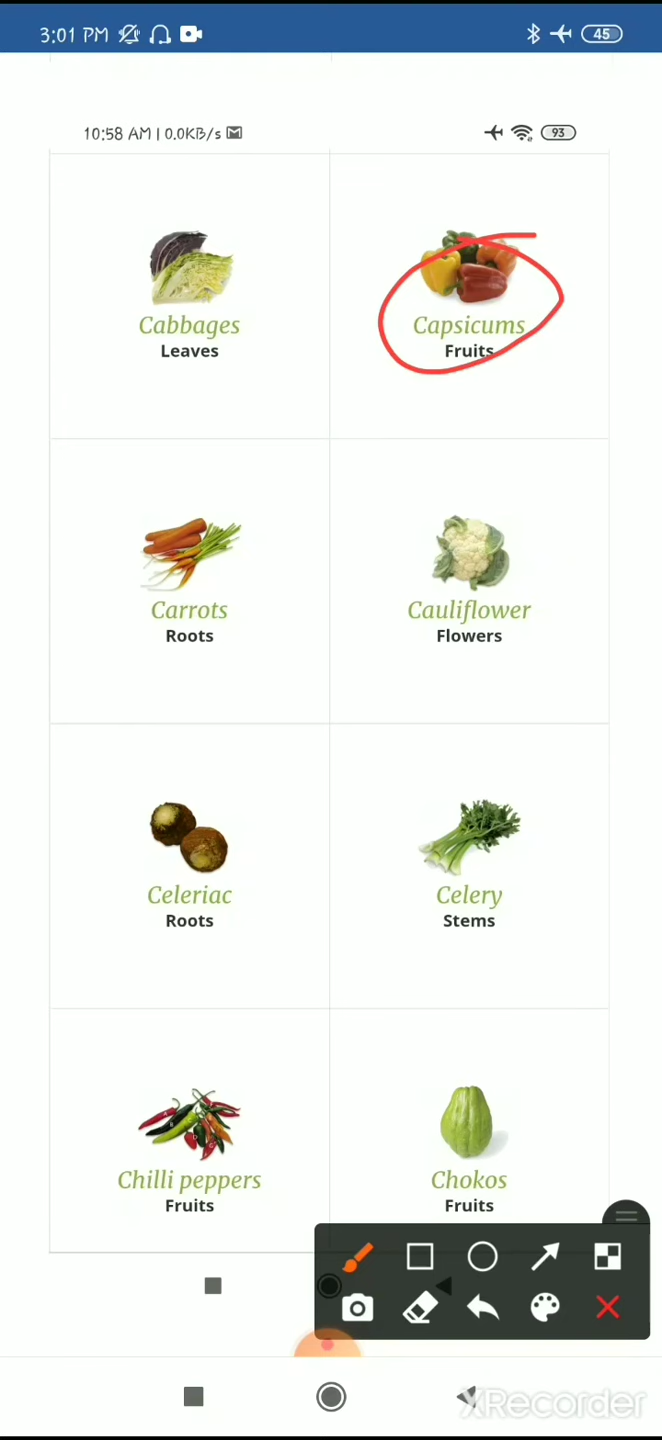 3:01 PM 45
10:58 AM | 0.0KB/s 93
Cabbages Capsicums
Leaves Fruits
Carrots Cauliflower
Roots Flowers
Celeriac Celery
Roots Stems
Chilli peppers Chokos
Fruits Fruits
XRecorder